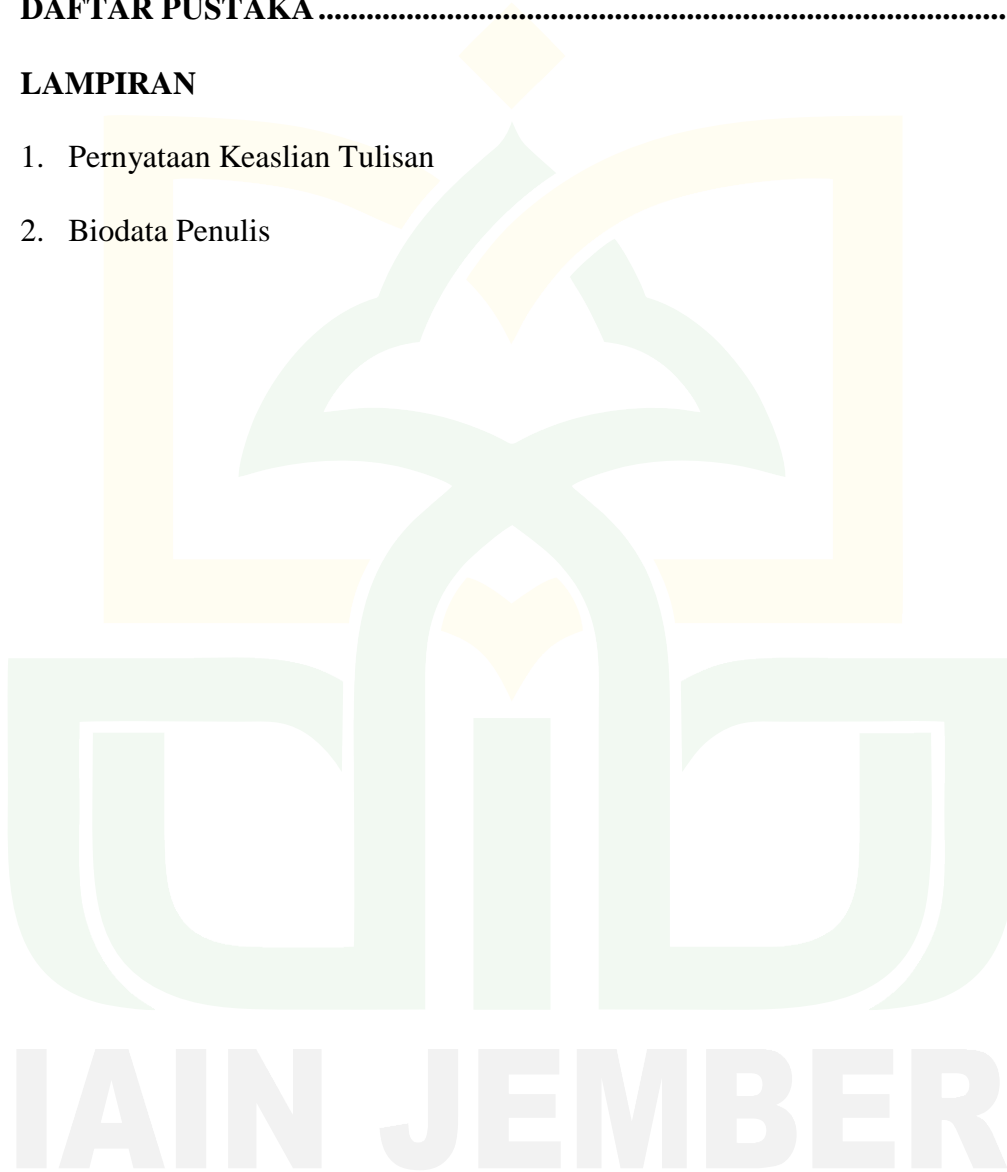 DAFTAR PUSTAKA ........................................................................................
LAMPIRAN
1. Pernyataan Keaslian Tulisan
2. Biodata Penulis
IAIN JEMBER